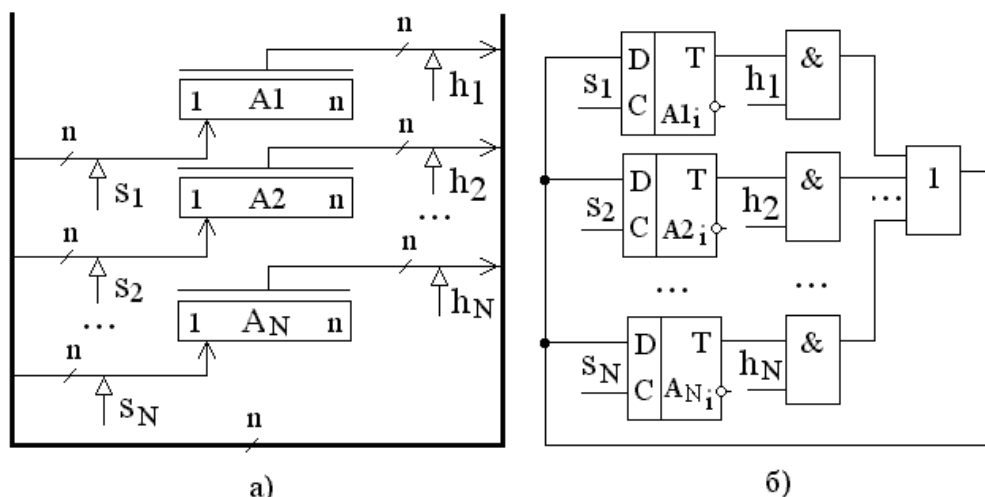 n
h1
1 A1 n
n
s1
n
h2
1 A2 n
...
n
s2
n
hN
...
1 AN n
n
sN
n
а)
D T
s1
C A1i
h1
&
D T
s2
C A2i
h2
&
1
...
...
...
D T
sN
C ANi
hN
&
б)